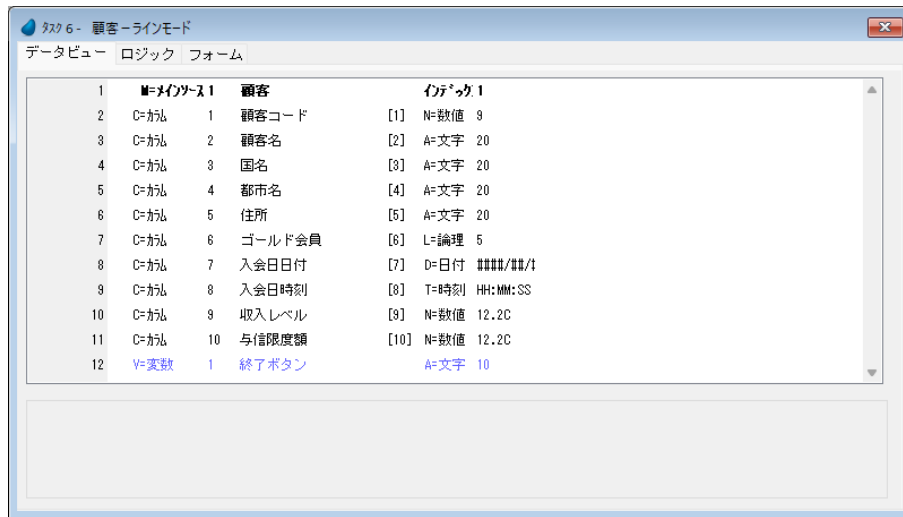 タスク 6 - 顧客－ラインモード
データビュー ロジック フォーム
1 M=メインソース 1 顧客 インデックス 1
2 C=カラム 1 顧客コード [1] N=数値 9
3 C=カラム 2 顧客名 [2] A=文字 20
4 C=カラム 3 国名 [3] A=文字 20
5 C=カラム 4 都市名 [4] A=文字 20
6 C=カラム 5 住所 [5] A=文字 20
7 C=カラム 6 ゴールド会員 [6] L=論理 5
8 C=カラム 7 入会日日付 [7] D=日付 ####/##/#
9 C=カラム 8 入会日時刻 [8] T=時刻 HH:MM:SS
10 C=カラム 9 収入レベル [9] N=数値 12.2C
11 C=カラム 10 与信限度額 [10] N=数値 12.2C
12 V=変数 1 終了ボタン A=文字 10